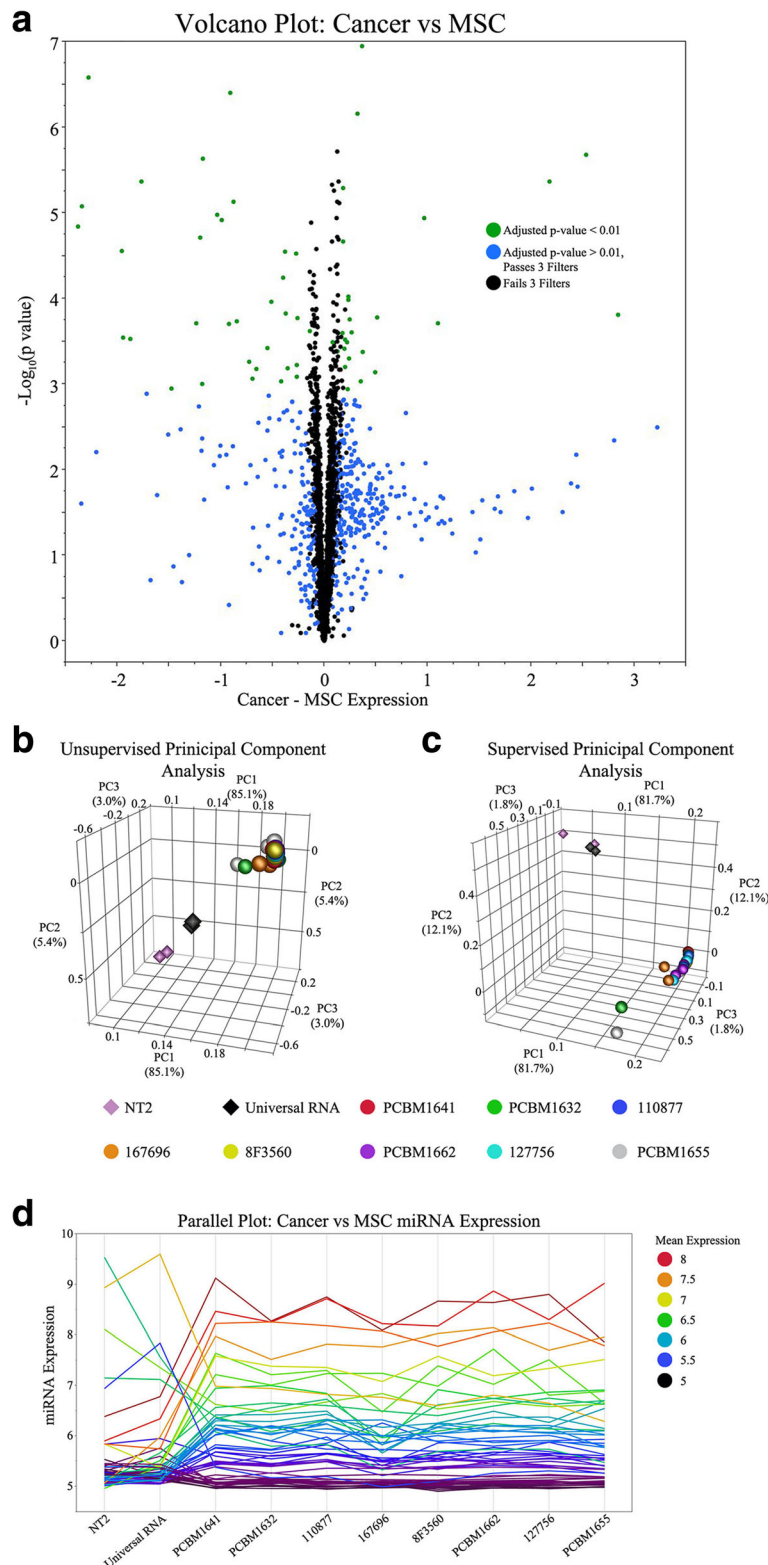 a
Volcano Plot: Cancer vs MSC
7
6
5
4
3
2
1
0
-Log10(p value)
Adjusted p-value < 0.01
Adjusted p-value > 0.01,
Passes 3 Filters
Fails 3 Filters
-2 -1 0 1 2 3
Cancer - MSC Expression
b
Unsupervised Prinicipal Component
Analysis
PC1
(85.1%)
PC3
(3.0%)
-0.6 -0.2 0.2 0.1 0.14 0.18
0
0.5
PC2
(5.4%)
0
0.5
PC2
(5.4%)
0.2
-0.2
-0.6
PC3
(3.0%)
0.1 0.14 0.18
PC1
(85.1%)
c
Supervised Prinicipal Component
Analysis
PC1
(81.7%)
PC3
(1.8%)
0.5 0.3 0.1 -0.1 0.1 0.2
0.4
0.2
0
PC2
(12.1%)
0.4
0.2
0
PC2
(12.1%)
-0.1
0.1
0.3
0.5
PC3
(1.8%)
0.1 0.2
PC1
(81.7%)
NT2 Universal RNA PCBM1641 PCBM1632 110877
167696 8F3560 PCBM1662 127756 PCBM1655
d
Parallel Plot: Cancer vs MSC miRNA Expression
10
9
8
7
6
5
miRNA Expression
Mean Expression
8
7.5
7
6.5
6
5.5
5
NT2 Universal RNA PCBM1641 PCBM1632 110877 167696 8F3560 PCBM1662 127756 PCBM1655